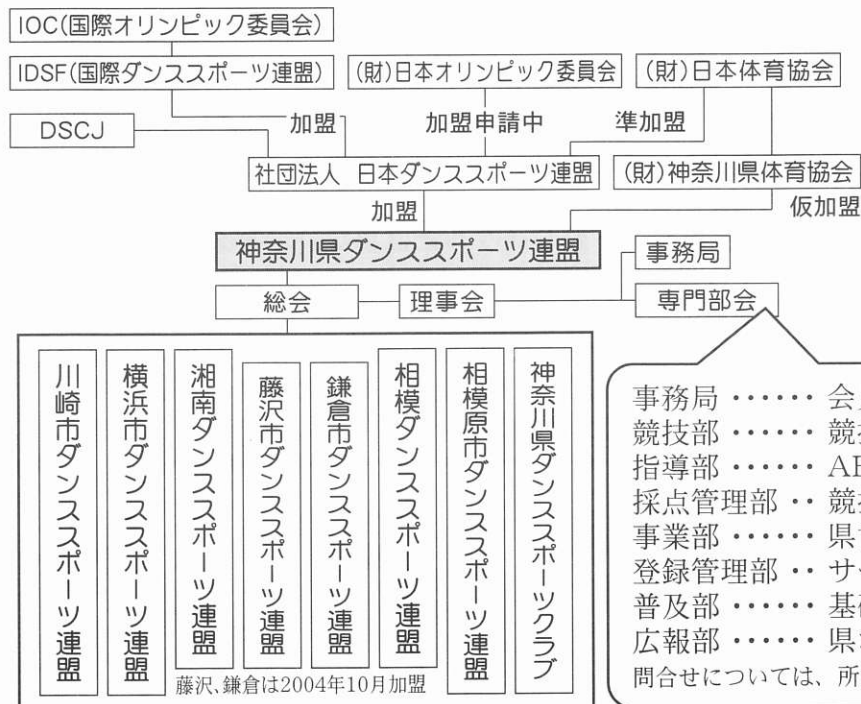 IOC(国際オリンピック委員会)
IDSF(国際ダンススポーツ連盟)
(財)日本オリンピック委員会
(財)日本体育協会
DSCJ
加盟
加盟申請中
準加盟
社団法人 日本ダンススポーツ連盟
(財)神奈川県体育協会
加盟
仮加盟
神奈川県ダンススポーツ連盟
事務局
総会
理事会
専門部会
川崎市ダンススポーツ連盟
横浜市ダンススポーツ連盟
湘南ダンススポーツ連盟
藤沢市ダンススポーツ連盟
鎌倉市ダンススポーツ連盟
相模ダンススポーツ連盟
相模原市ダンススポーツ連盟
神奈川県ダンススポーツクラブ
藤沢、鎌倉は2004年10月加盟
事務局 ‥‥‥ 会
競技部 ‥‥‥ 競
指導部 ‥‥‥ A
採点管理部 ‥ 競
事業部 ‥‥‥ 県
登録管理部 ‥ サ
普及部 ‥‥‥ 基
広報部 ‥‥‥ 県
問合せについては、所